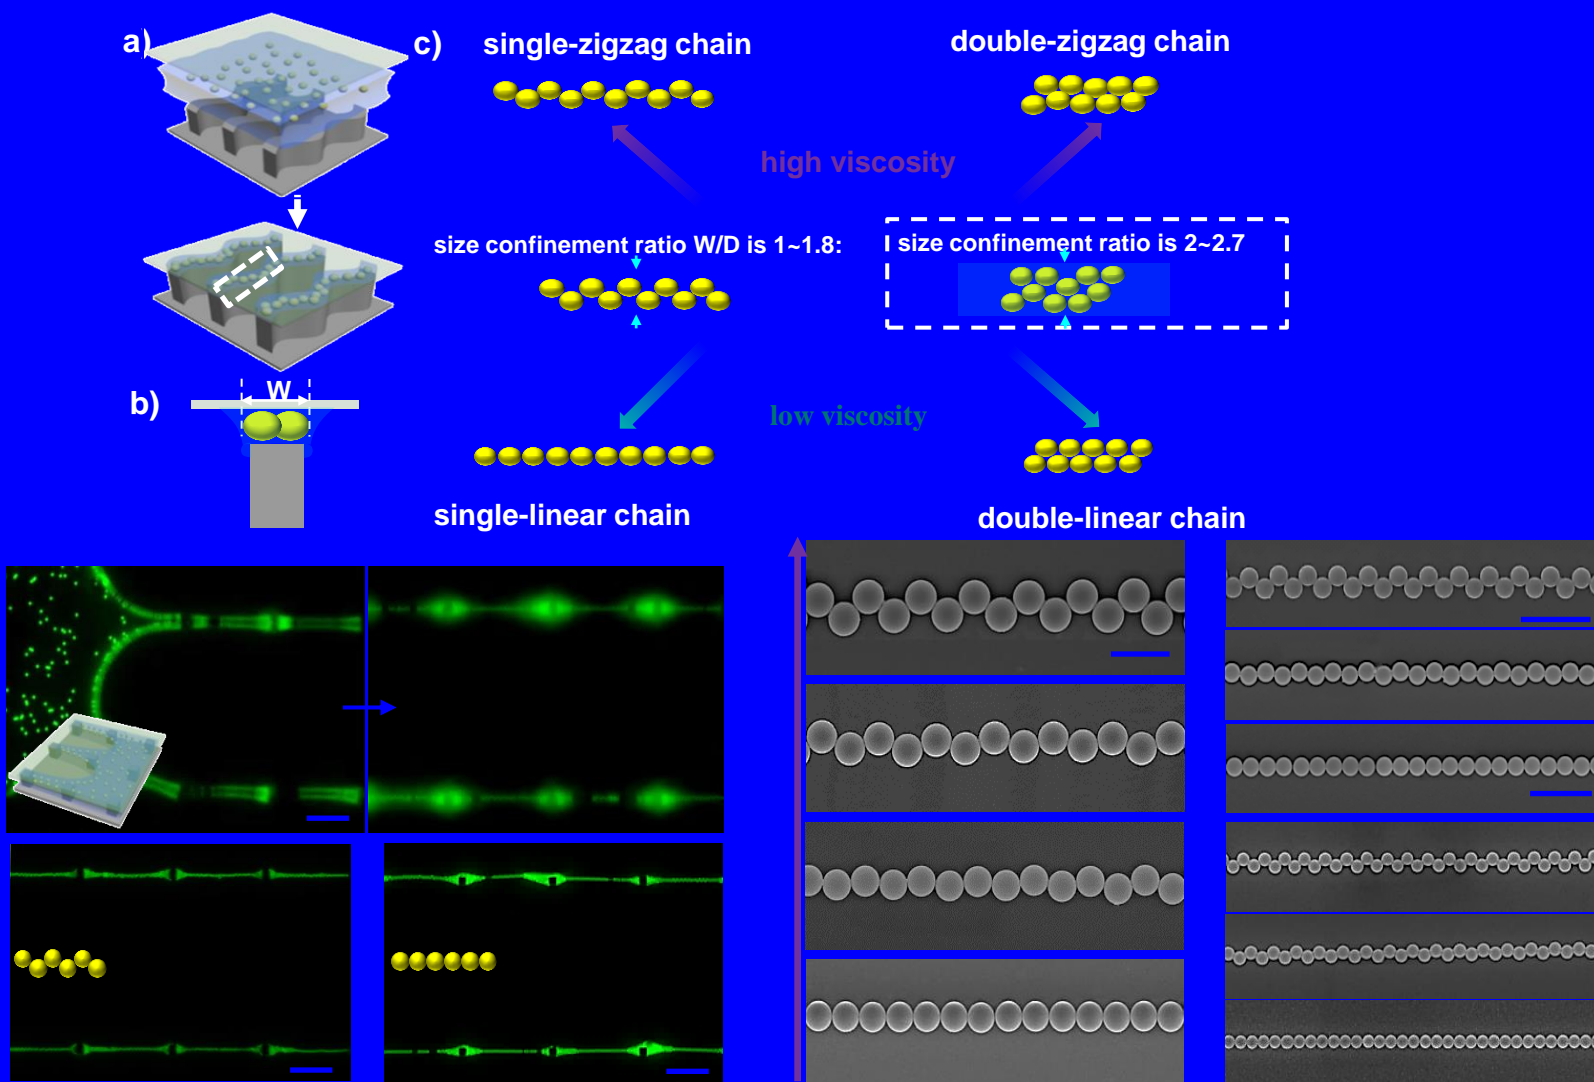 a)
c)
single-zigzag chain
double-zigzag chain
high viscosity
size confinement ratio W/D is 1~1.8:
size confinement ratio is 2~2.7
b)
W
low viscosity
single-linear chain
double-linear chain